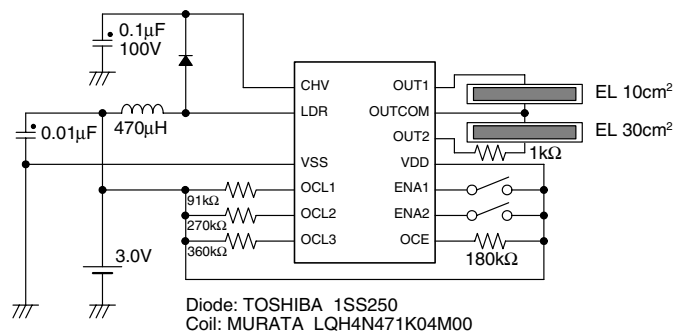 0.1μF
100V
CHV
OUT1
EL 10cm²
LDR
OUTCOM
0.01μF
470μH
OUT2
EL 30cm²
1kΩ
VSS
VDD
91kΩ
OCL1
ENA1
270kΩ
OCL2
ENA2
360kΩ
OCL3
OCE
3.0V
180kΩ
Diode: TOSHIBA 1SS250
Coil: MURATA LQH4N471K04M00